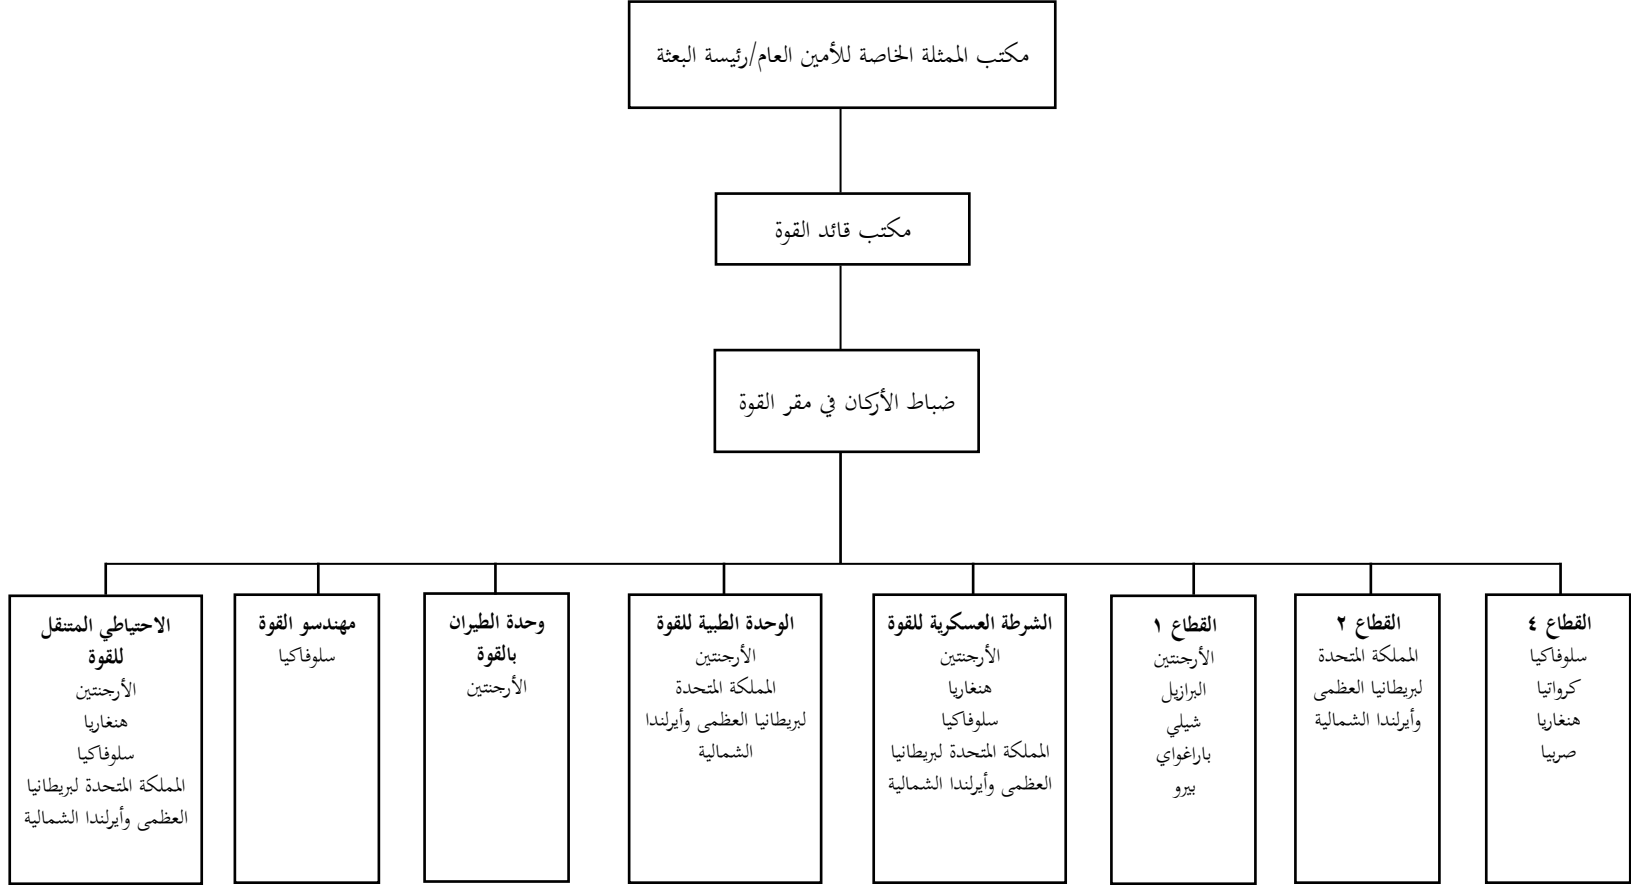 مكتب الممثلة الخاصة للأمين العام/رئيسة البعثة
مكتب قائد القوة
ضباط الأركان في مقر القوة
القطاع ٤
سلوفاكيا
كرواتيا
هنغاريا
صربيا
القطاع ٢
المملكة المتحدة
لبريطانيا العظمى
وأيرلندا الشمالية
القطاع ١
الأرجنتين
البرازيل
شيلي
باراغواي
بيرو
الشرطة العسكرية للقوة
الأرجنتين
هنغاريا
سلوفاكيا
المملكة المتحدة لبريطانيا
العظمى وأيرلندا الشمالية
الوحدة الطبية للقوة
الأرجنتين
المملكة المتحدة
لبريطانيا العظمى وأيرلندا
الشمالية
وحدة الطيران
بالقوة
الأرجنتين
مهندسو القوة
سلوفاكيا
الاحتياطي المتنقل
للقوة
الأرجنتين
هنغاريا
سلوفاكيا
المملكة المتحدة لبريطانيا
العظمى وأيرلندا الشمالية